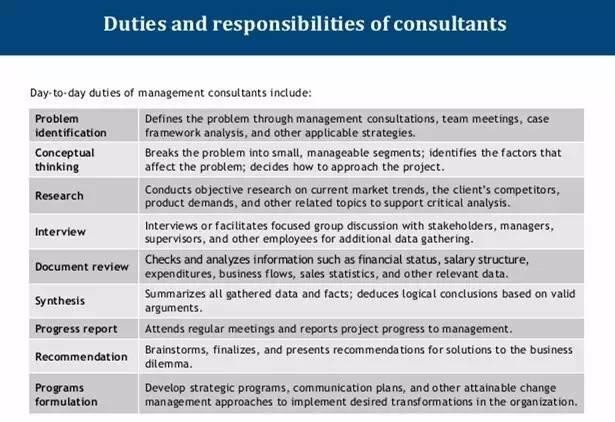 Duties and responsibilities of consultants
Day-to-day duties of management consultants include:
Problem
identification
Defines the problem through management consultations, team meetings, case
framework analysis, and other applicable strategies.
Conceptual
thinking
Breaks the problem into small, manageable segments; identifies the factors that
affect the problem; decides how to approach the project.
Research
Conducts objective research on current market trends, the client's competitors,
product demands, and other related topics to support critical analysis.
Interview
Interviews or facilitates focused group discussion with stakeholders, managers,
supervisors, and other employees for additional data gathering.
Document review
Checks and analyzes information such as financial status, salary structure,
expenditures, business flows, sales statistics, and other relevant data.
Synthesis
Summarizes all gathered data and facts; deduces logical conclusions based on valid
arguments.
Progress report
Attends regular meetings and reports project progress to management.
Recommendation
Brainstorms, finalizes, and presents recommendations for solutions to the business
dilemma.
Programs
formulation
Develop strategic programs, communication plans, and other attainable change
management approaches to implement desired transformations in the organization.